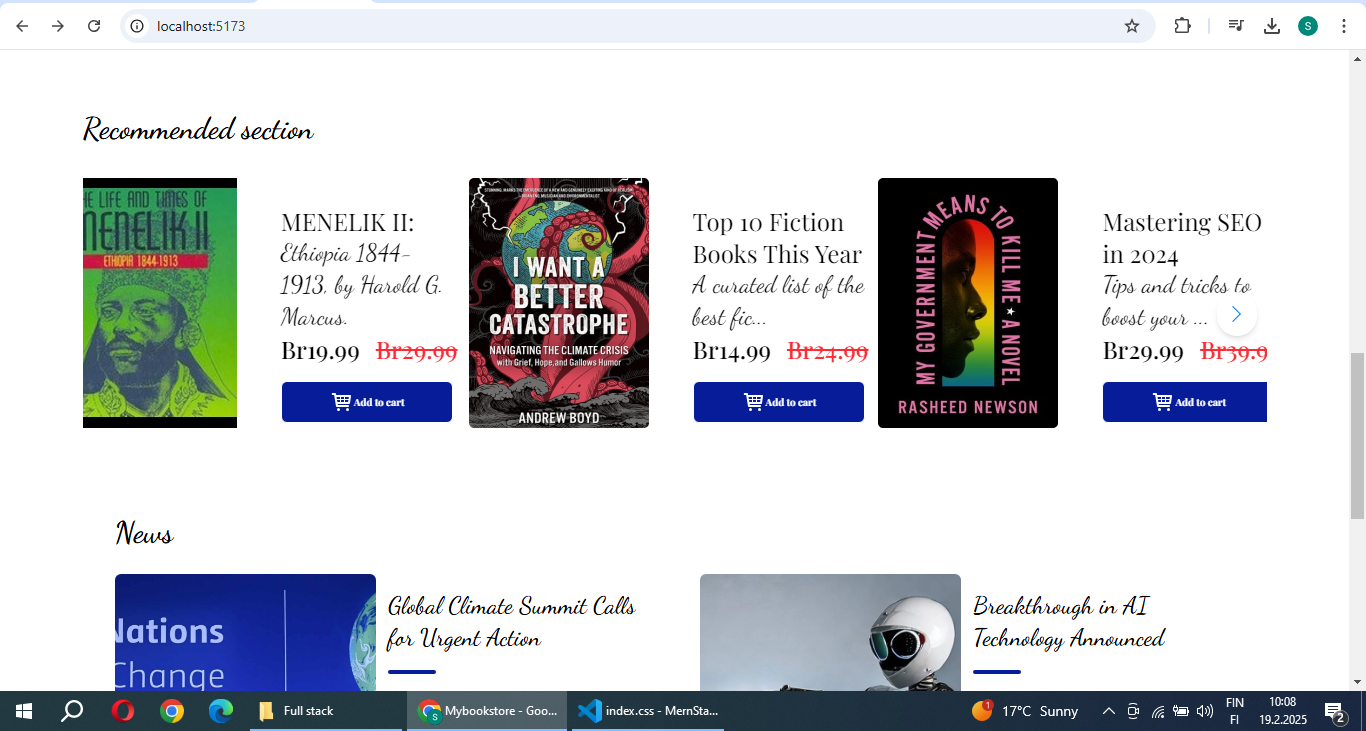 localhost:5173
S
Recommended section
THE LIFE AND TIMES OF
MENELIK II
ETHIOPIA 1844-1913
MENELIK II:
Ethiopia 1844-
1913, by Harold G.
Marcus.
Br19.99 Br29.99
Add to cart
I WANT A
BETTER
CATASTROPHE
NAVIGATING THE CLIMATE CRISIS
with Grief, Hope, and Gallows Humor
ANDREW BOYD
Top 10 Fiction
Books This Year
A curated list of the
best fic...
Br14.99 Br24.99
Add to cart
MY GOVERNMENT MEANS TO KILL ME ★ A NOVEL
RASHEED NEWSON
Mastering SEO
in 2024
Tips and tricks to
boost your ...
Br29.99 Br39.9
Add to cart
News
Nations
Change
Global Climate Summit Calls
for Urgent Action
Breakthrough in AI
Technology Announced
Full stack
S
Mybookstore - Goo...
index.css - MernSta...
1
17°C Sunny
FIN
FI
10:08
19.2.2025
2